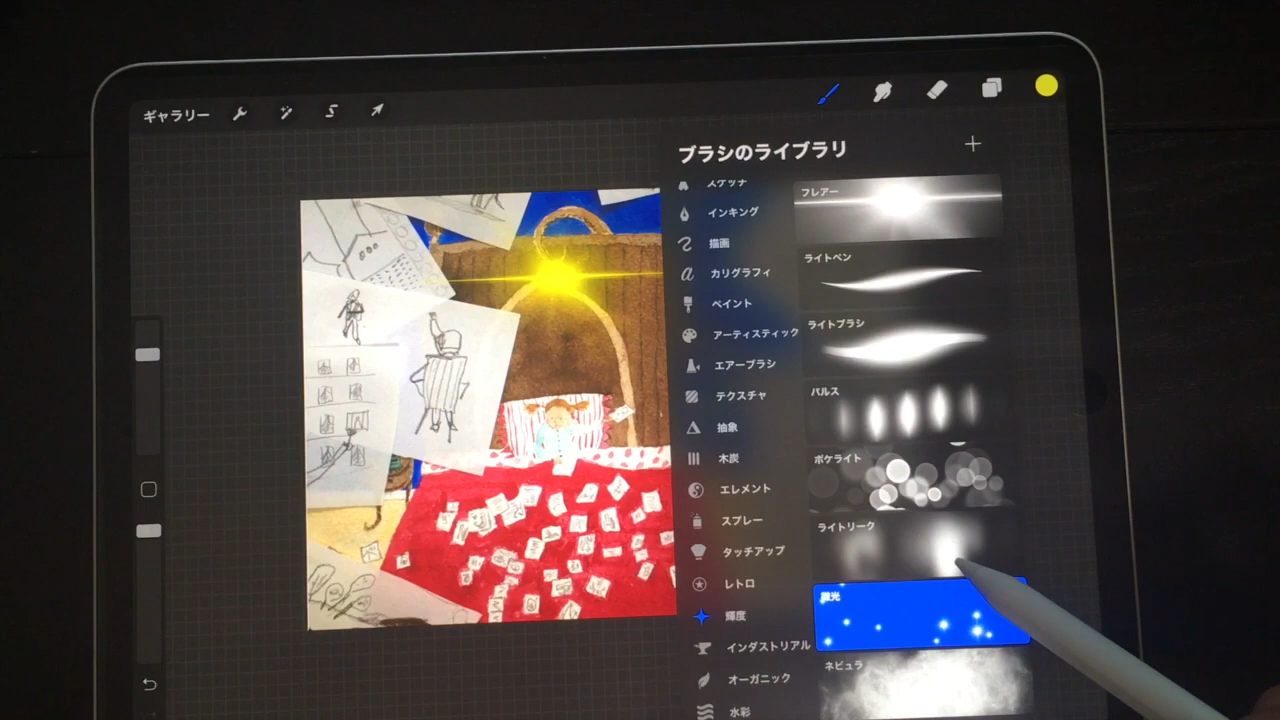 ギャラリー
ブラシのライブラリ
スケッチ
インキング
描画
カリグラフィ
ペイント
アーティスティック
エアーブラシ
テクスチャ
抽象
木炭
エレメント
スプレー
タッチアップ
レトロ
輝度
インダストリアル
オーガニック
水彩
フレアー
ライトペン
ライトブラシ
パルス
ボケライト
ライトリーク
ネビュラ